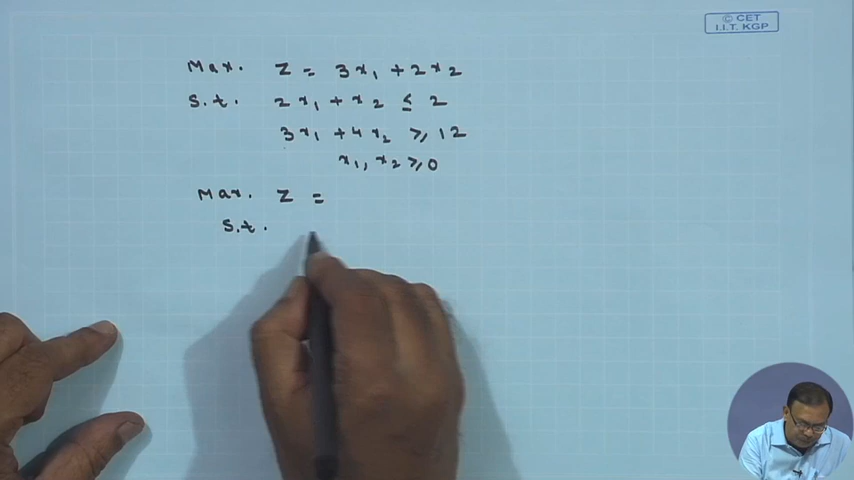 © CET
I.I.T. KGP
Max. Z = 3x₁ + 2x₂
S.t. 2x₁ + x₂ ≤ 2
3x₁ + 4x₂ ≥ 12
x₁, x₂ ≥ 0
Max. Z =
S.t.